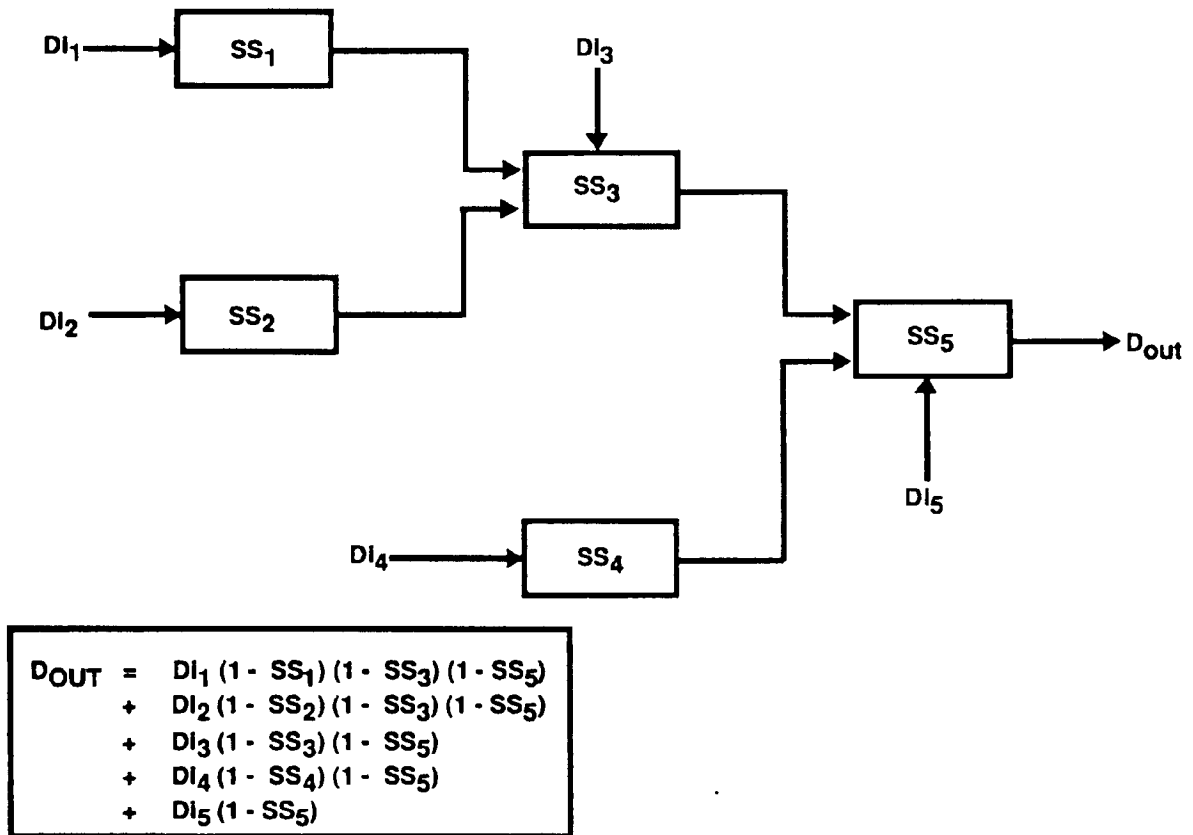 DI₁
SS₁
DI₃
SS₃
DI₂
SS₂
SS₅
Dout
DI₅
DI₄
SS₄
DOUT = DI₁ (1 - SS₁) (1 - SS₃) (1 - SS₅)
+ DI₂ (1 - SS₂) (1 - SS₃) (1 - SS₅)
+ DI₃ (1 - SS₃) (1 - SS₅)
+ DI₄ (1 - SS₄) (1 - SS₅)
+ DI₅ (1 - SS₅)